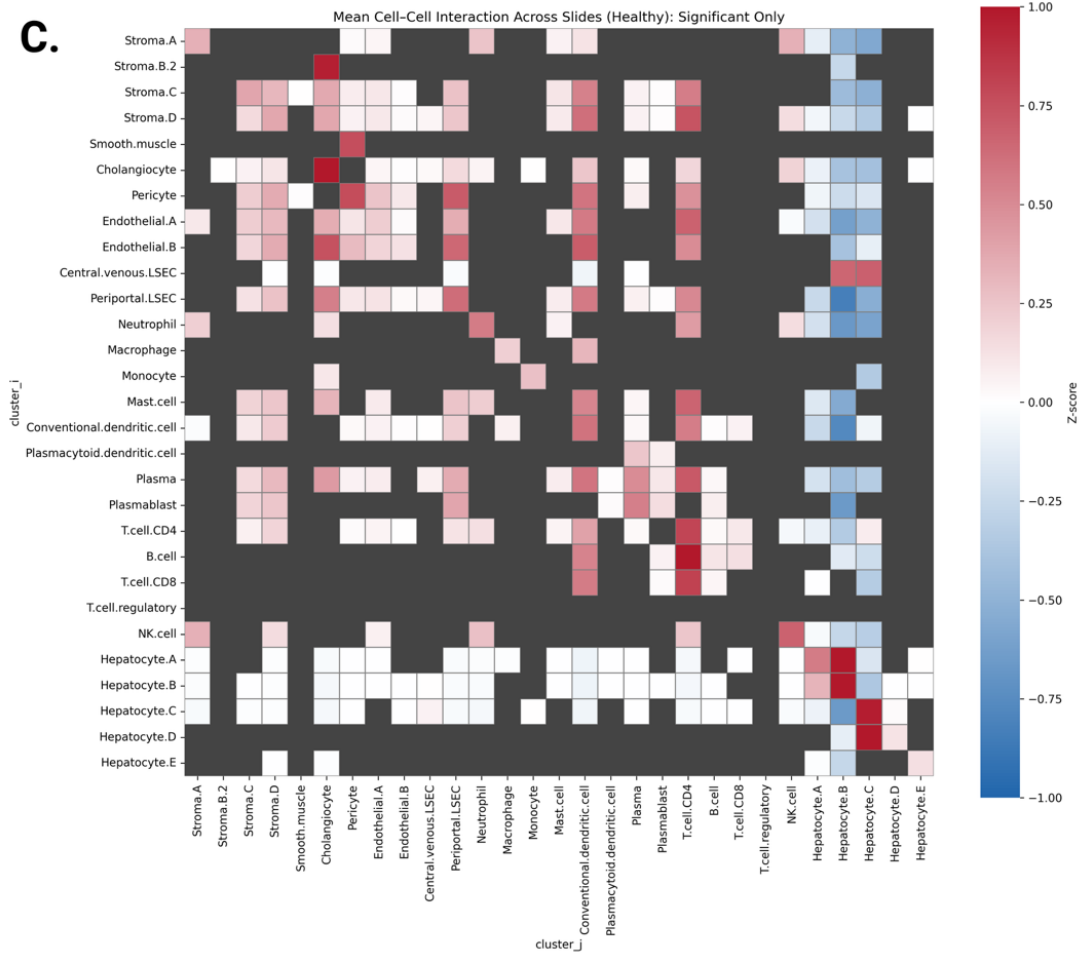 C.
Mean Cell–Cell Interaction Across Slides (Healthy): Significant Only
cluster_i
Stroma.A
Stroma.B.2
Stroma.C
Stroma.D
Smooth.muscle
Cholangiocyte
Pericyte
Endothelial.A
Endothelial.B
Central.venous.LSEC
Periportal.LSEC
Neutrophil
Macrophage
Monocyte
Mast.cell
Conventional.dendritic.cell
Plasmacytoid.dendritic.cell
Plasma
Plasmablast
T.cell.CD4
B.cell
T.cell.CD8
T.cell.regulatory
NK.cell
Hepatocyte.A
Hepatocyte.B
Hepatocyte.C
Hepatocyte.D
Hepatocyte.E
Stroma.A
Stroma.B.2
Stroma.C
Stroma.D
Smooth.muscle
Cholangiocyte
Pericyte
Endothelial.A
Endothelial.B
Central.venous.LSEC
Periportal.LSEC
Neutrophil
Macrophage
Monocyte
Mast.cell
Conventional.dendritic.cell
Plasmacytoid.dendritic.cell
Plasma
Plasmablast
T.cell.CD4
B.cell
T.cell.CD8
T.cell.regulatory
NK.cell
Hepatocyte.A
Hepatocyte.B
Hepatocyte.C
Hepatocyte.D
Hepatocyte.E
cluster_j
1.00
0.75
0.50
0.25
0.00
−0.25
−0.50
−0.75
−1.00
Z-score